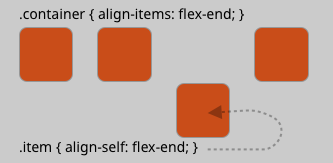 .container { align-items: flex-end; }
.item { align-self: flex-end; }